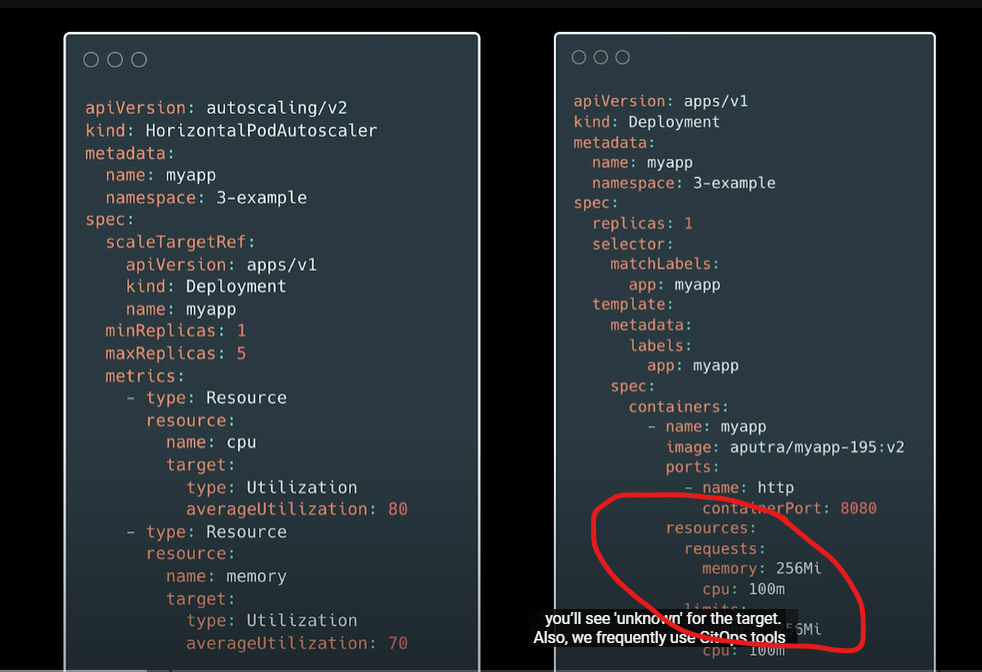 apiVersion: autoscaling/v2
kind: HorizontalPodAutoscaler
metadata:
  name: myapp
  namespace: 3-example
spec:
  scaleTargetRef:
    apiVersion: apps/v1
    kind: Deployment
    name: myapp
  minReplicas: 1
  maxReplicas: 5
  metrics:
    - type: Resource
      resource:
        name: cpu
        target:
          type: Utilization
          averageUtilization: 80
    - type: Resource
      resource:
        name: memory
        target:
          type: Utilization
          averageUtilization: 70
apiVersion: apps/v1
kind: Deployment
metadata:
  name: myapp
  namespace: 3-example
spec:
  replicas: 1
  selector:
    matchLabels:
      app: myapp
  template:
    metadata:
      labels:
        app: myapp
    spec:
      containers:
        - name: myapp
          image: aputra/myapp-195:v2
          ports:
            - name: http
              containerPort: 8080
          resources:
            requests:
              memory: 256Mi
              cpu: 100m
            limits:
              cpu: 100m
you'll see 'unknown' for the target.
Also, we frequently use GitOps tools